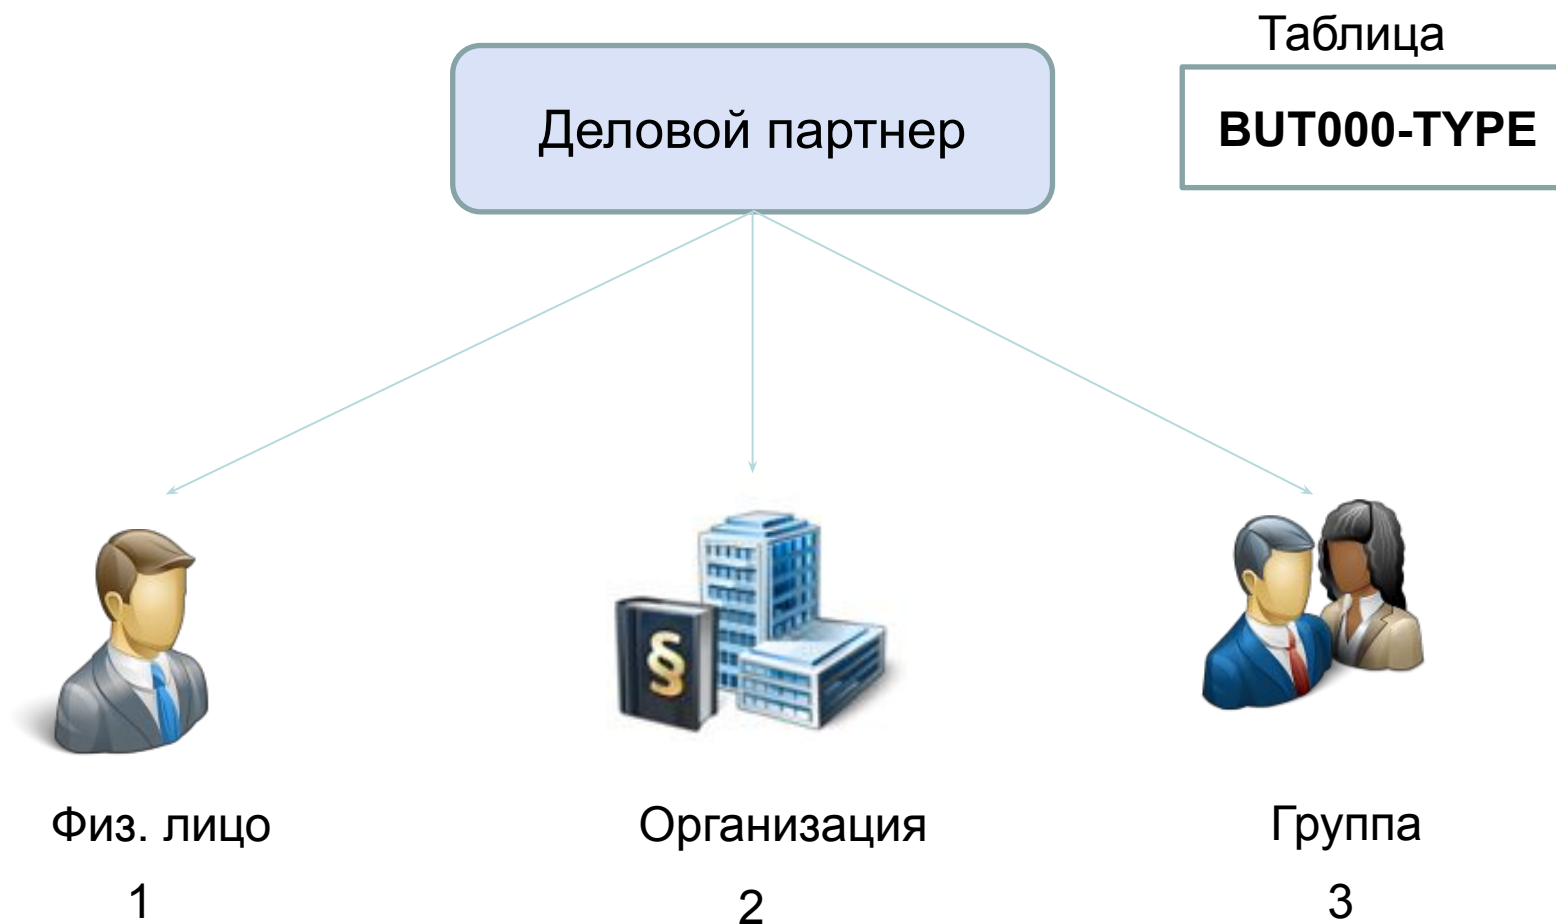 Таблица
Деловой партнер
BUT000-TYPE
§
Физ. лицо
Организация
Группа
1
2
3